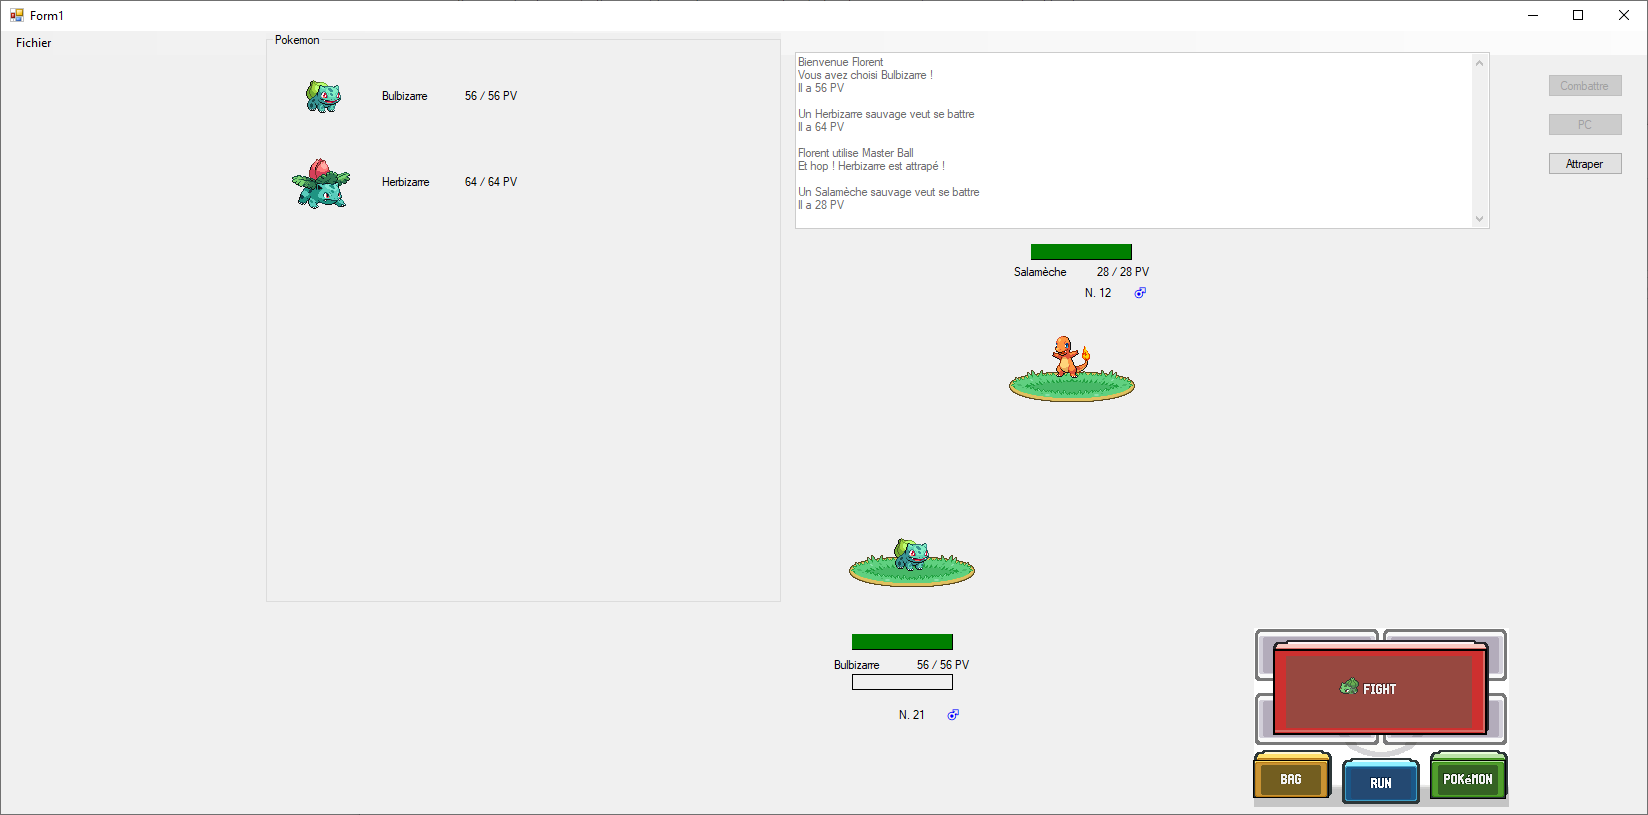 Form1
Fichier
Pokemon
Bulbizarre 56 / 56 PV
Herbizarre 64 / 64 PV
Bienvenue Florent
Vous avez choisi Bulbizarre !
Il a 56 PV
Un Herbizarre sauvage veut se battre
Il a 64 PV
Florent utilise Master Ball
Et hop ! Herbizarre est attrapé !
Un Salamèche sauvage veut se battre
Il a 28 PV
Combattre
PC
Attraper
Salamèche 28 / 28 PV
N. 12
Bulbizarre 56 / 56 PV
N. 21
FIGHT
BAG
RUN
POKéMON